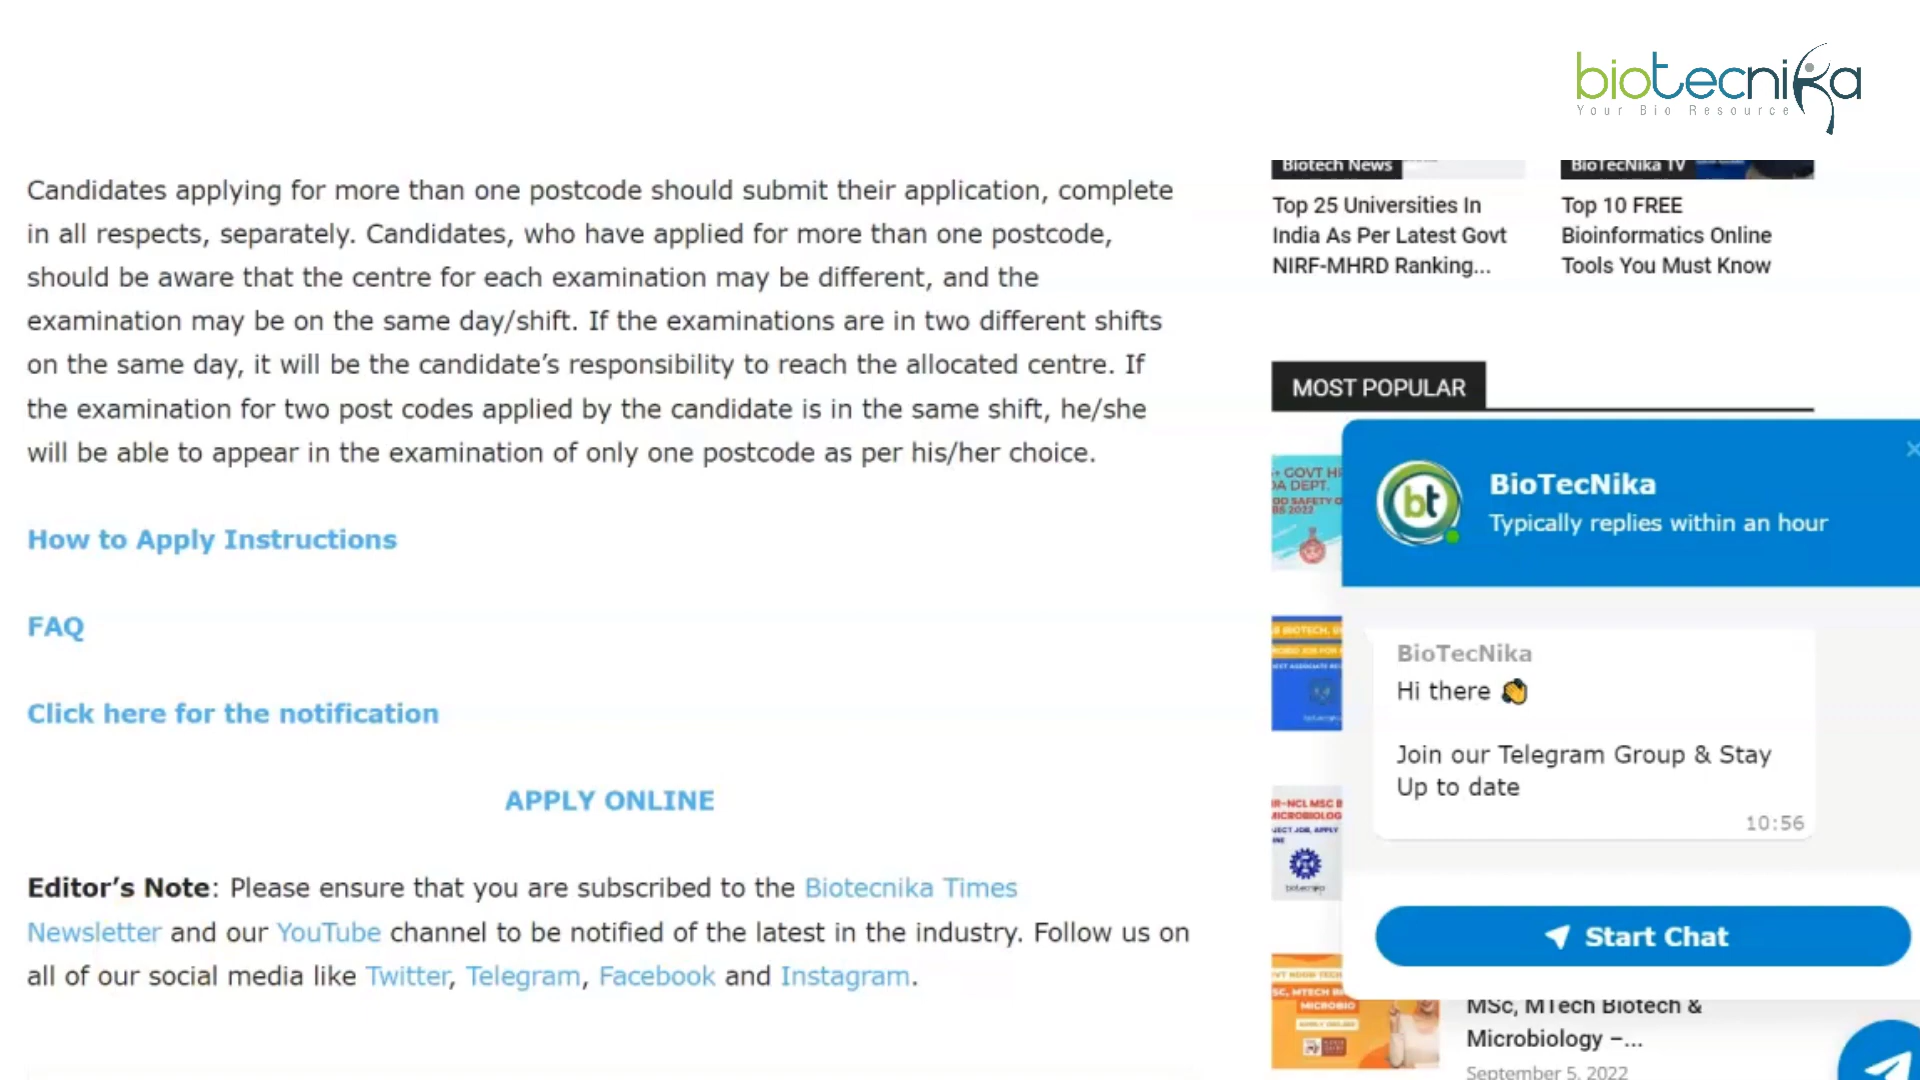 biotecnika
Your Bio Resource
Candidates applying for more than one postcode should submit their application, complete
in all respects, separately. Candidates, who have applied for more than one postcode,
should be aware that the centre for each examination may be different, and the
examination may be on the same day/shift. If the examinations are in two different shifts
on the same day, it will be the candidate’s responsibility to reach the allocated centre. If
the examination for two post codes applied by the candidate is in the same shift, he/she
will be able to appear in the examination of only one postcode as per his/her choice.
How to Apply Instructions
FAQ
Click here for the notification
APPLY ONLINE
Editor’s Note: Please ensure that you are subscribed to the Biotecnika Times
Newsletter and our YouTube channel to be notified of the latest in the industry. Follow us on
all of our social media like Twitter, Telegram, Facebook and Instagram.
Biotech News
Top 25 Universities In
India As Per Latest Govt
NIRF-MHRD Ranking...
BioTecNika TV
Top 10 FREE
Bioinformatics Online
Tools You Must Know
MOST POPULAR
bt
BioTecNika
Typically replies within an hour
BioTecNika
Hi there
Join our Telegram Group & Stay
Up to date
10:56
Start Chat
MSc, MTech Biotech &
Microbiology –...
September 5, 2022